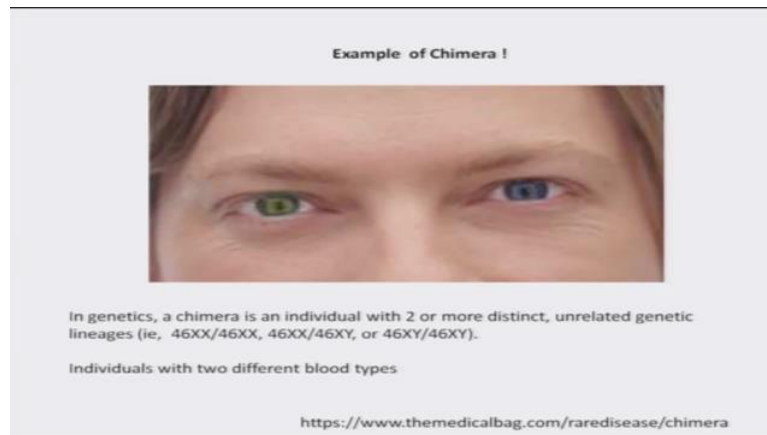 Example of Chimera !
In genetics, a chimera is an individual with 2 or more distinct, unrelated genetic
lineages (ie, 46XX/46XX, 46XX/46XY, or 46XY/46XY).
Individuals with two different blood types
https://www.themedicalbag.com/raredisease/chimera